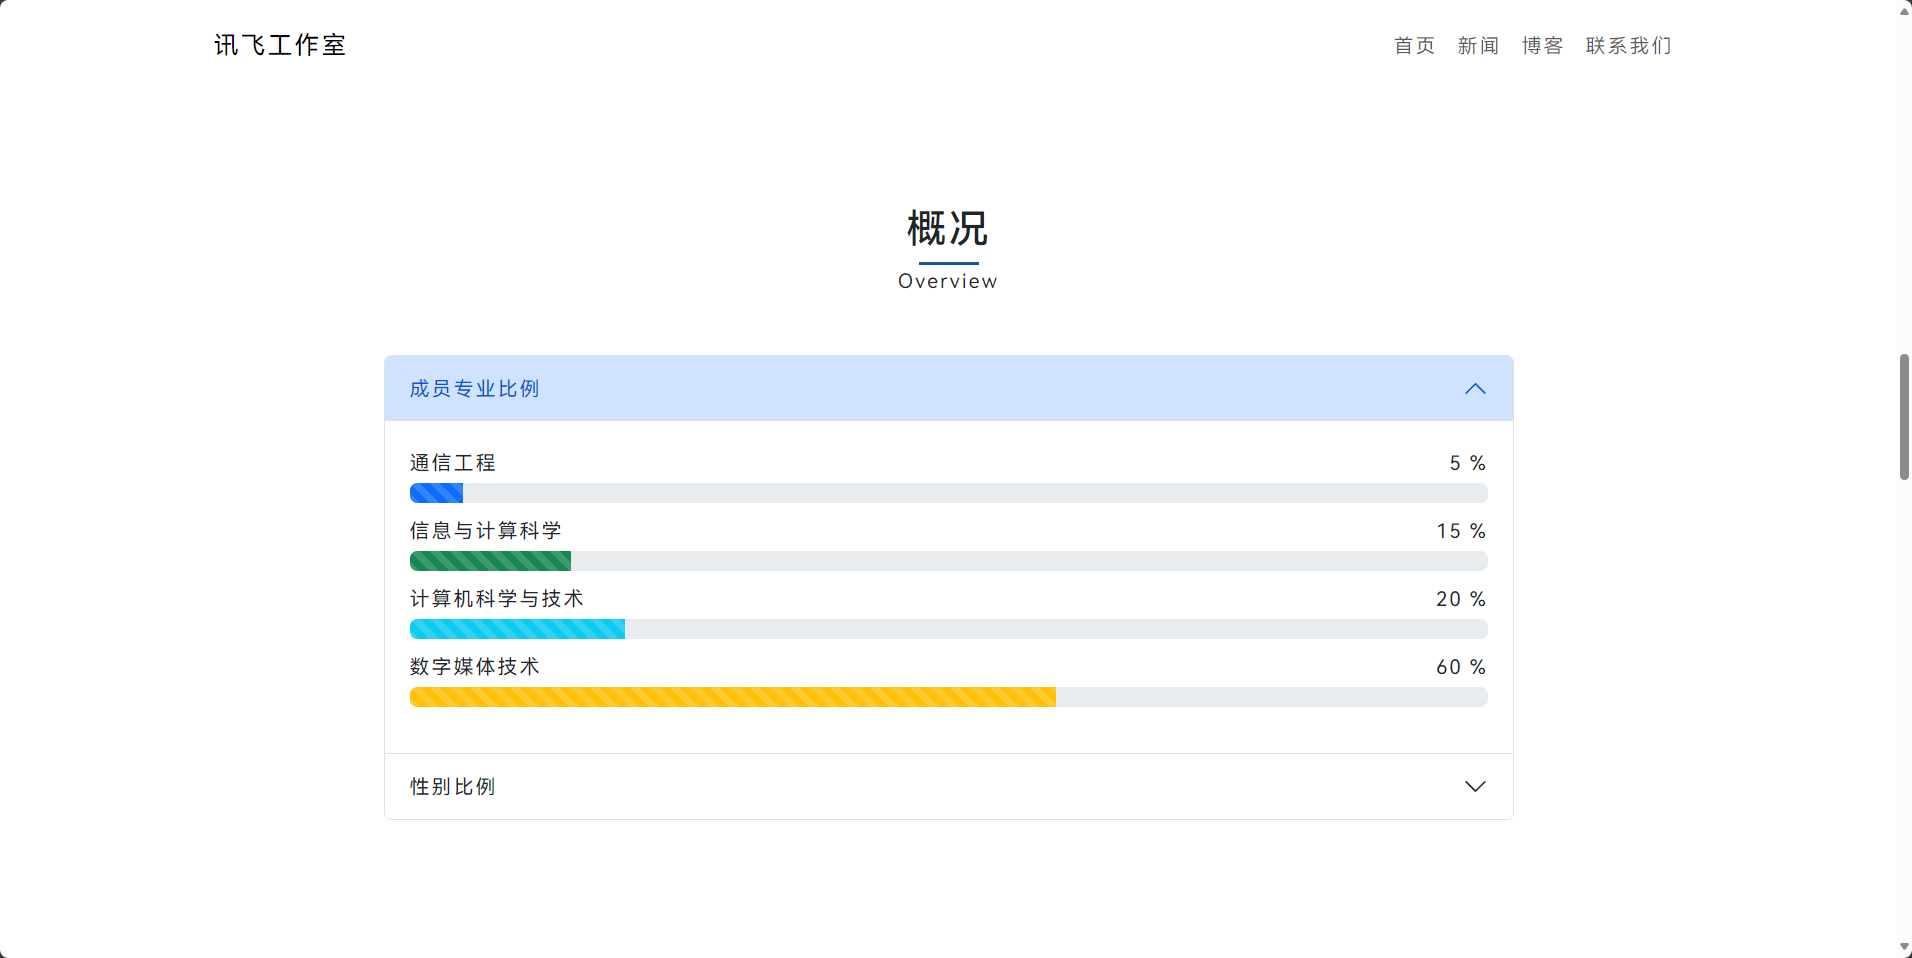 讯飞工作室
首页 新闻 博客 联系我们
概况
Overview
成员专业比例
通信工程 5 %
信息与计算科学 15 %
计算机科学与技术 20 %
数字媒体技术 60 %
性别比例